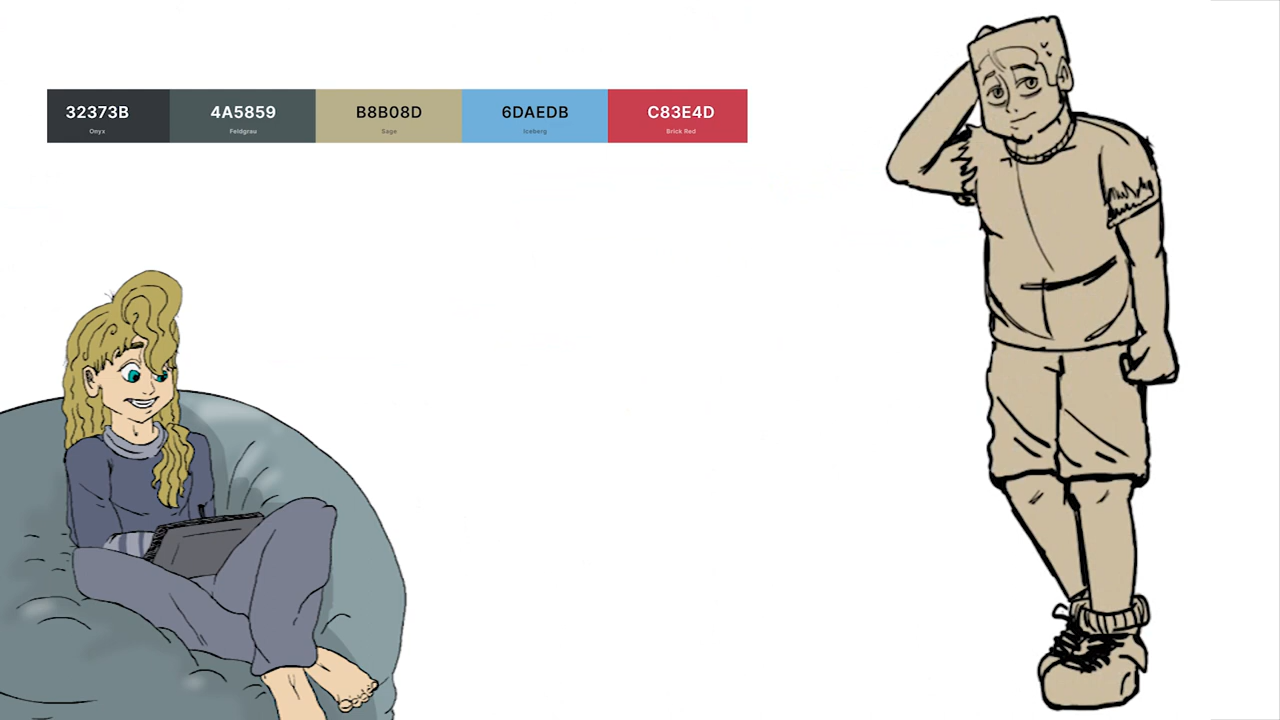 32373B 4A5859 B8B08D 6DAEDB C83E4D
Onyx Feldgrau Sage Iceberg Brick Red